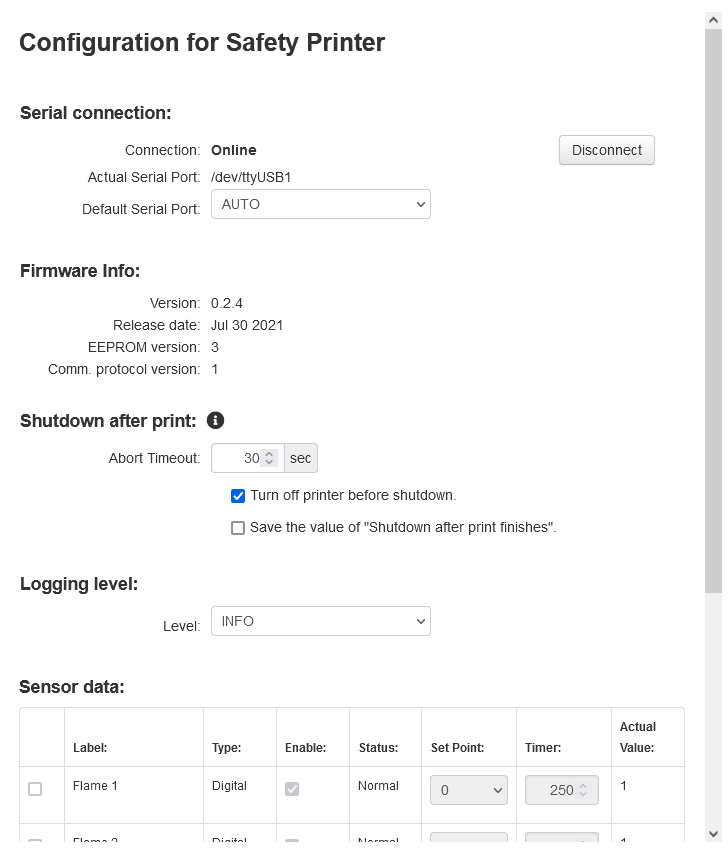 Configuration for Safety Printer
Serial connection:
Connection: Online Disconnect
Actual Serial Port: /dev/ttyUSB1
Default Serial Port: AUTO
Firmware Info:
Version: 0.2.4
Release date: Jul 30 2021
EEPROM version: 3
Comm. protocol version: 1
Shutdown after print:
Abort Timeout: 30 sec
Turn off printer before shutdown.
Save the value of "Shutdown after print finishes".
Logging level:
Level: INFO
Sensor data:
Label: Type: Enable: Status: Set Point: Timer: Actual Value:
Flame 1 Digital Normal 0 250 1
Flame 2 Digital Normal 1